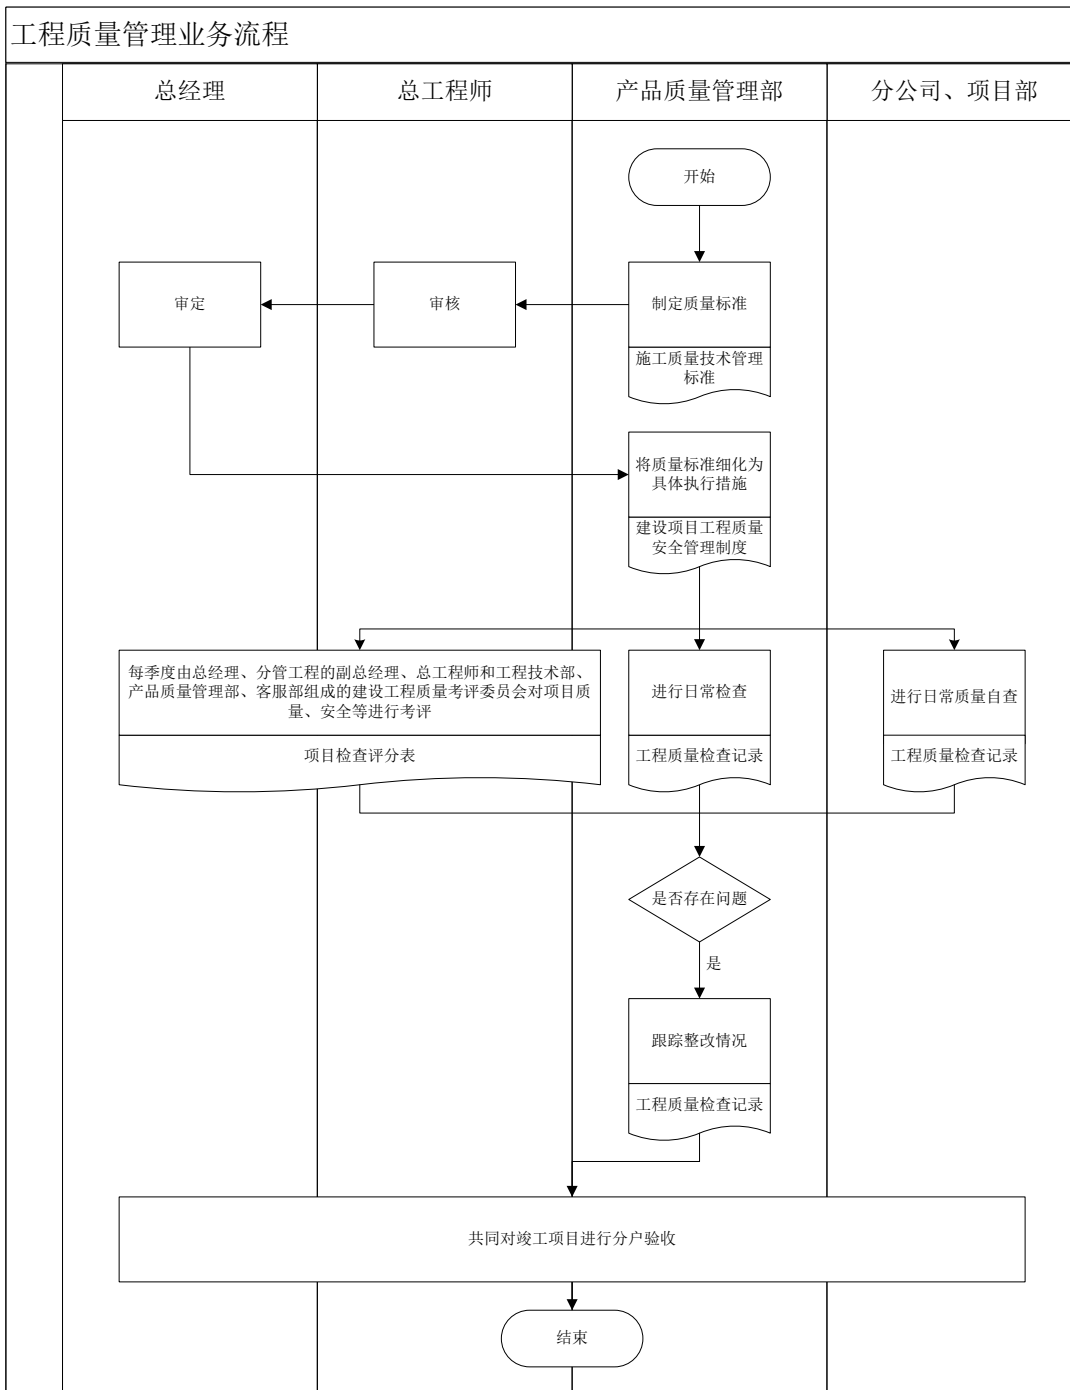 工程质量管理业务流程
总经理
总工程师
产品质量管理部
分公司、项目部
开始
审定
审核
制定质量标准
施工质量技术管理
标准
将质量标准细化为
具体执行措施
建设项目工程质量
安全管理制度
每季度由总经理、分管工程的副总经理、总工程师和工程技术部、
产品质量管理部、客服部组成的建设工程质量考评委员会对项目质
量、安全等进行考评
项目检查评分表
进行日常检查
工程质量检查记录
进行日常质量自查
工程质量检查记录
是否存在问题
是
跟踪整改情况
工程质量检查记录
共同对竣工项目进行分户验收
结束